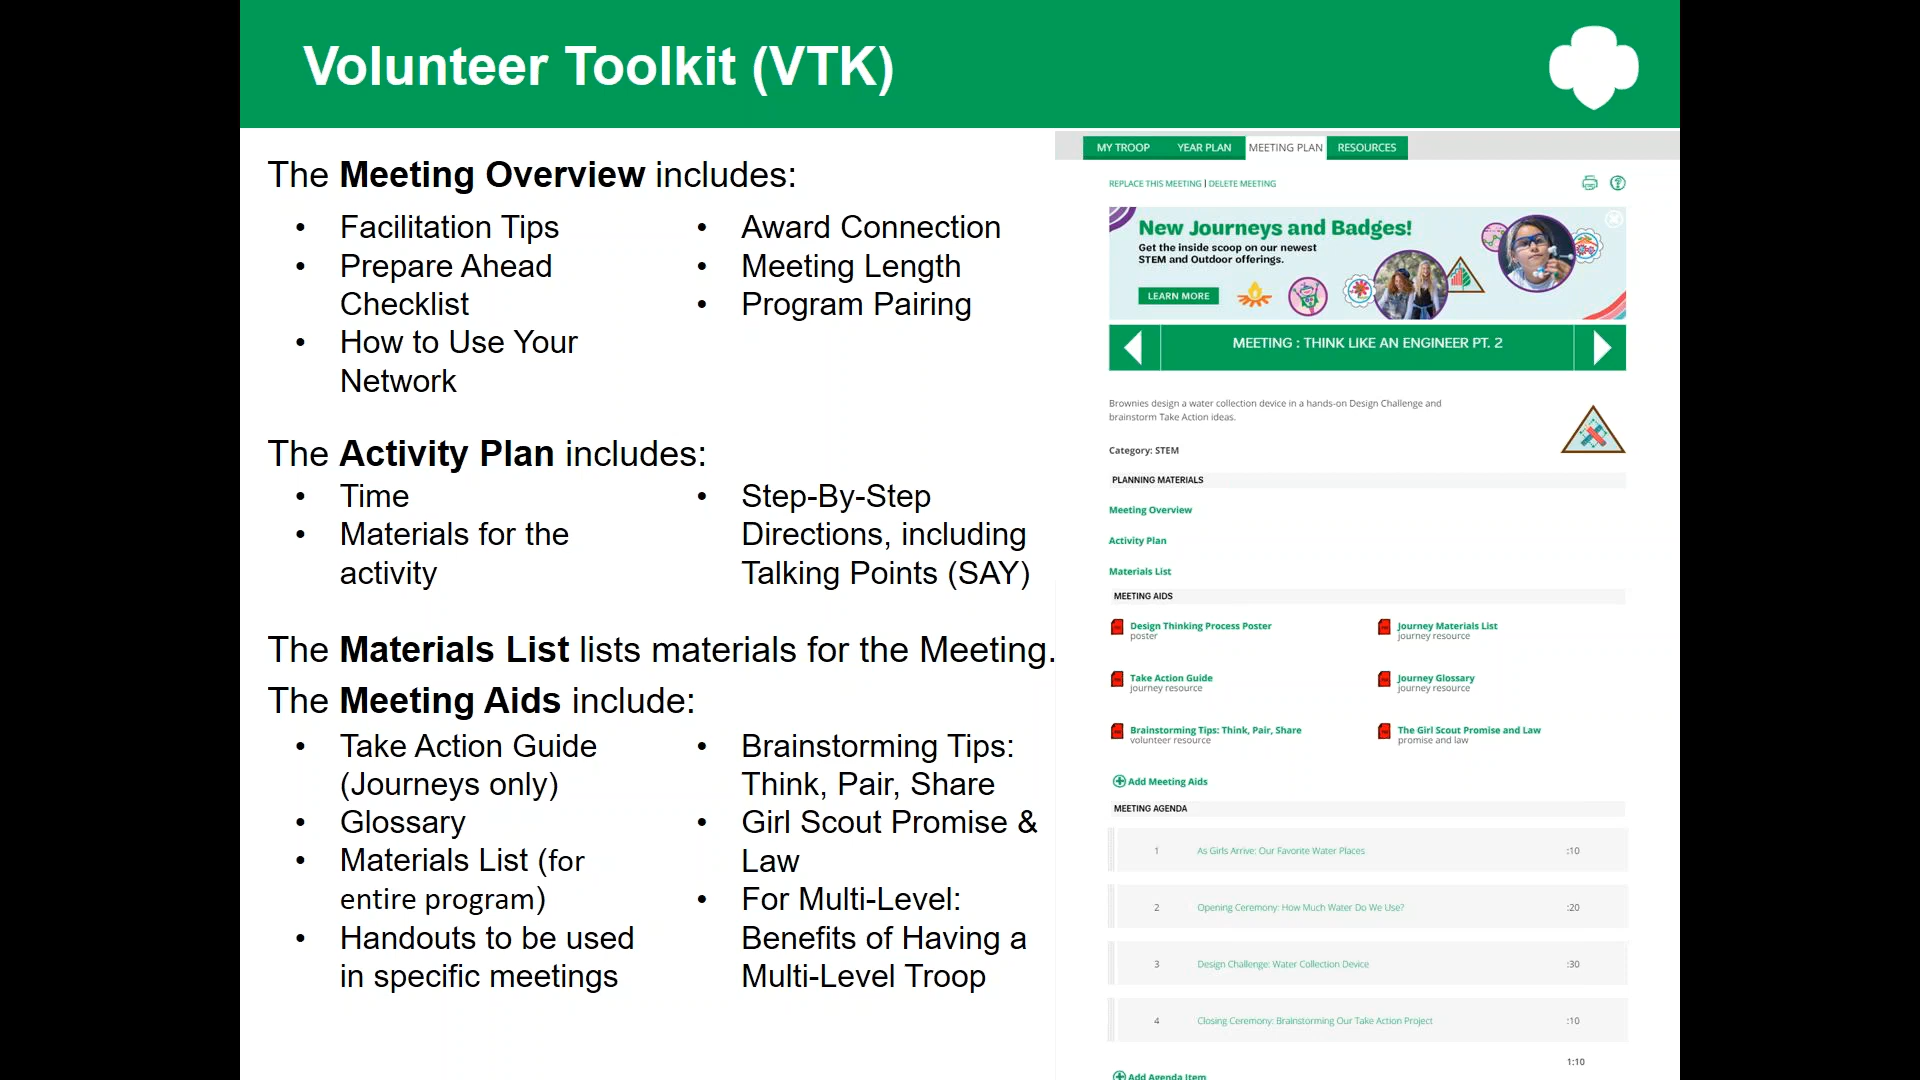 Volunteer Toolkit (VTK)
The Meeting Overview includes:
• Facilitation Tips
• Prepare Ahead
Checklist
• How to Use Your
Network
• Award Connection
• Meeting Length
• Program Pairing
The Activity Plan includes:
• Time
• Materials for the
activity
• Step-By-Step
Directions, including
Talking Points (SAY)
The Materials List lists materials for the Meeting.
The Meeting Aids include:
• Take Action Guide
(Journeys only)
• Glossary
• Materials List (for
entire program)
• Handouts to be used
in specific meetings
• Brainstorming Tips:
Think, Pair, Share
• Girl Scout Promise &
Law
• For Multi-Level:
Benefits of Having a
Multi-Level Troop
MY TROOP YEAR PLAN MEETING PLAN RESOURCES
REPLACE THIS MEETING | DELETE MEETING
New Journeys and Badges!
Get the inside scoop on our newest
STEM and Outdoor offerings.
LEARN MORE
MEETING : THINK LIKE AN ENGINEER PT. 2
Brownies design a water collection device in a hands-on Design Challenge and
brainstorm Take Action ideas.
Category: STEM
PLANNING MATERIALS
Meeting Overview
Activity Plan
Materials List
MEETING AIDS
Design Thinking Process Poster
poster
Journey Materials List
journey resource
Take Action Guide
journey resource
Journey Glossary
journey resource
Brainstorming Tips: Think, Pair, Share
volunteer resource
The Girl Scout Promise and Law
promise and law
Add Meeting Aids
MEETING AGENDA
1 As Girls Arrive: Our Favorite Water Places :10
2 Opening Ceremony: How Much Water Do We Use? :20
3 Design Challenge: Water Collection Device :30
4 Closing Ceremony: Brainstorming Our Take Action Project :10
1:10
Add Agenda Item